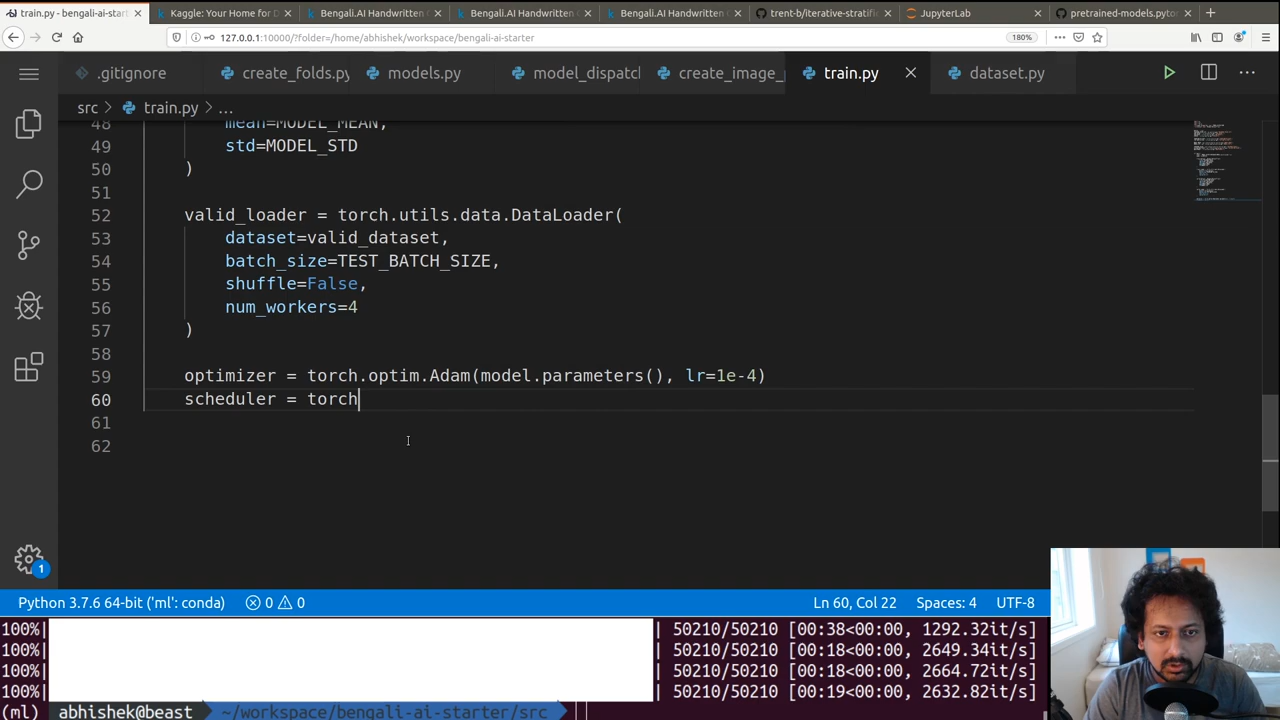 train.py - bengali-ai-star
Kaggle: Your Home for D
Bengali.AI Handwritten
Bengali.AI Handwritten
Bengali.AI Handwritten
trent-b/iterative-stratifi
JupyterLab
pretrained-models.pyto
127.0.0.1:10000/?folder=/home/abhishek/workspace/bengali-ai-starter
180%
.gitignore
create_folds.py
models.py
model_dispatc
create_image_
train.py
dataset.py
src > train.py > ...
48 mean=MODEL_MEAN,
49 std=MODEL_STD
50 )
51
52 valid_loader = torch.utils.data.DataLoader(
53 dataset=valid_dataset,
54 batch_size=TEST_BATCH_SIZE,
55 shuffle=False,
56 num_workers=4
57 )
58
59 optimizer = torch.optim.Adam(model.parameters(), lr=1e-4)
60 scheduler = torch
61
62
1
Python 3.7.6 64-bit ('ml': conda) 0 0 Ln 60, Col 22 Spaces: 4 UTF-8
100%| | 50210/50210 [00:38<00:00, 1292.32it/s]
100%| | 50210/50210 [00:18<00:00, 2649.34it/s]
100%| | 50210/50210 [00:18<00:00, 2664.72it/s]
100%| | 50210/50210 [00:19<00:00, 2632.82it/s]
(ml) abhishek@beast ~/workspace/bengali-ai-starter/src